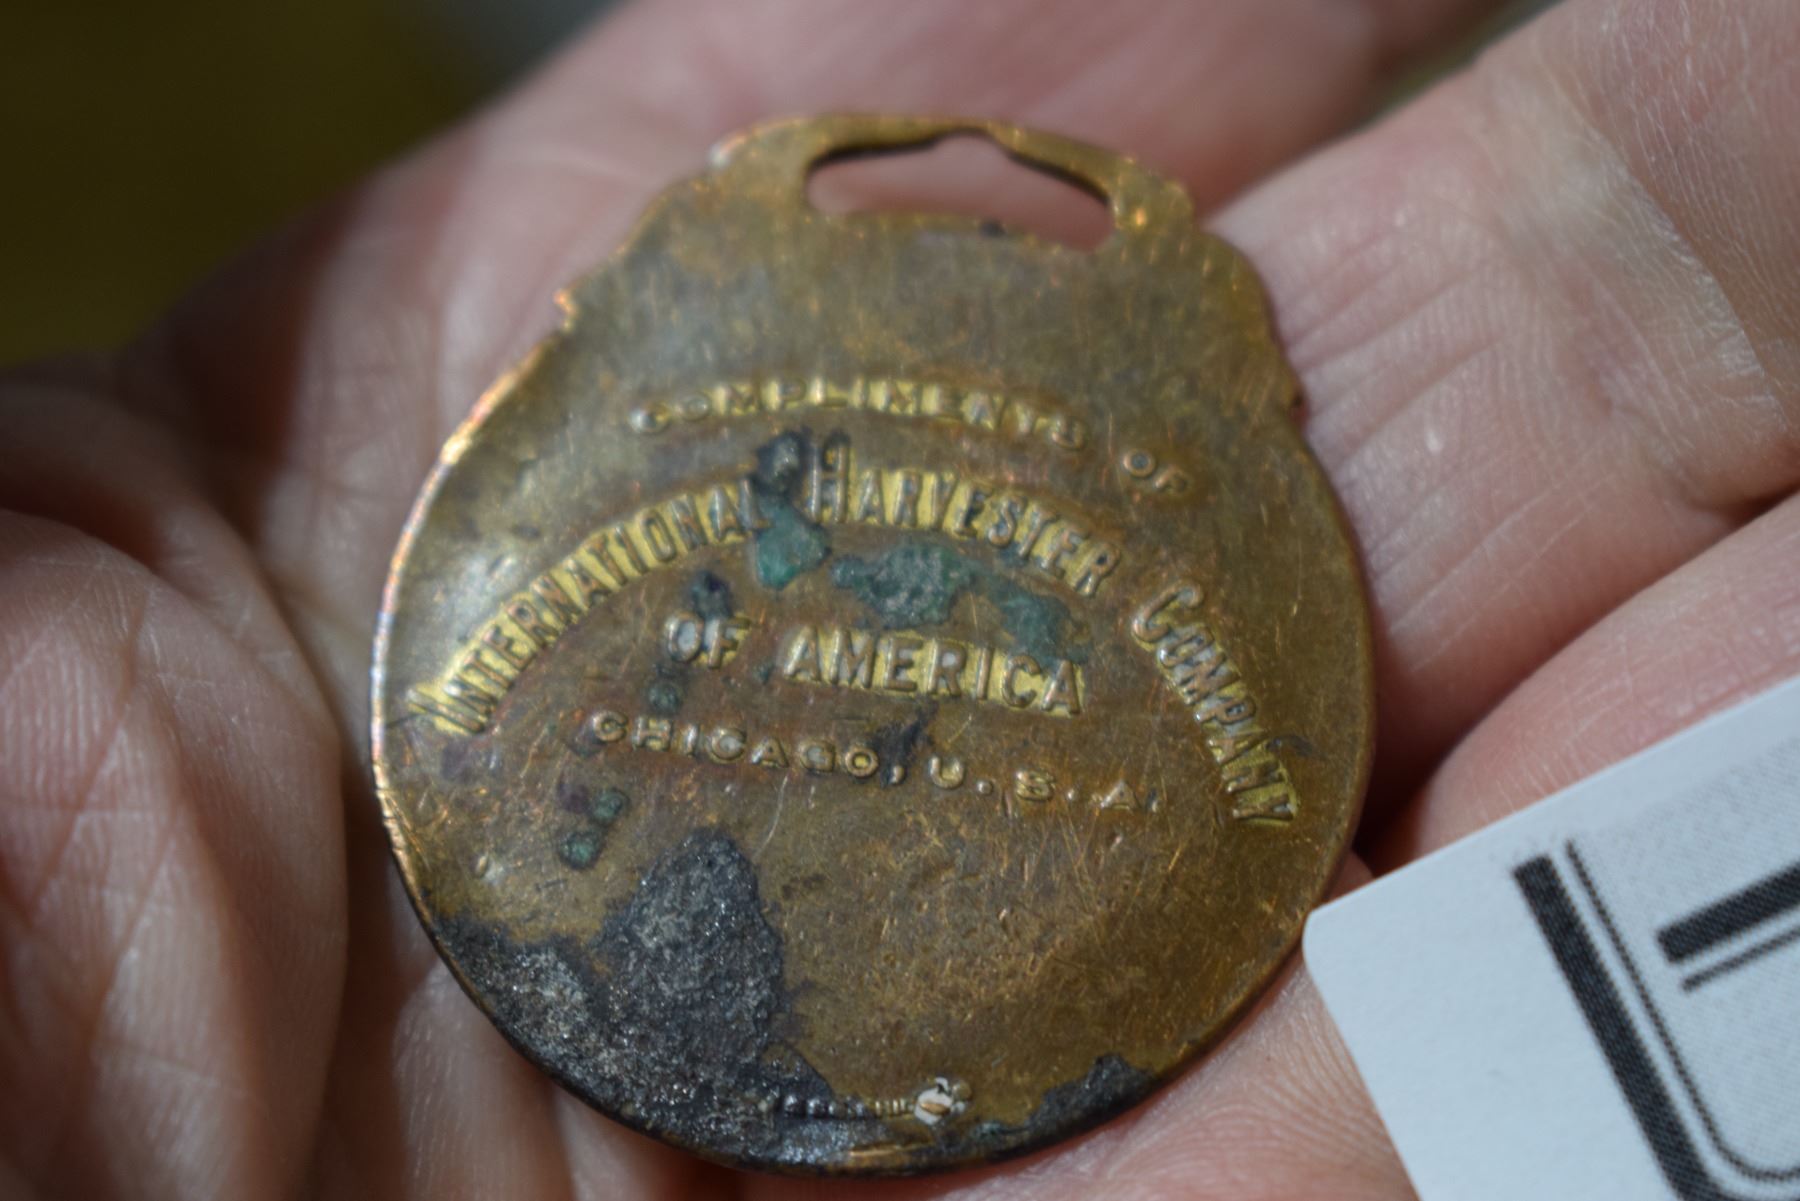 COMPLIMENTS OF
INTERNATIONAL HARVESTER COMPANY
OF AMERICA
CHICAGO, U.S.A.